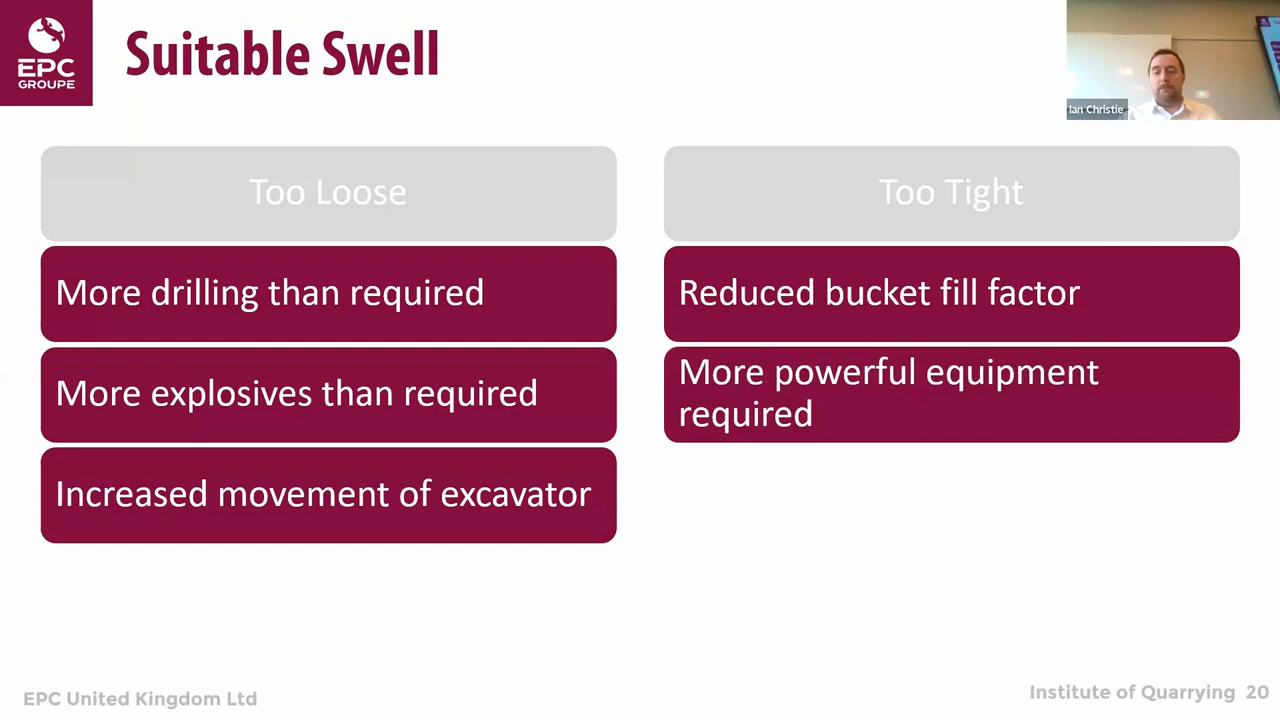 EPC
GROUPE
Suitable Swell
Ian Christie
Too Loose
More drilling than required
More explosives than required
Increased movement of excavator
Too Tight
Reduced bucket fill factor
More powerful equipment
required
EPC United Kingdom Ltd
Institute of Quarrying 20